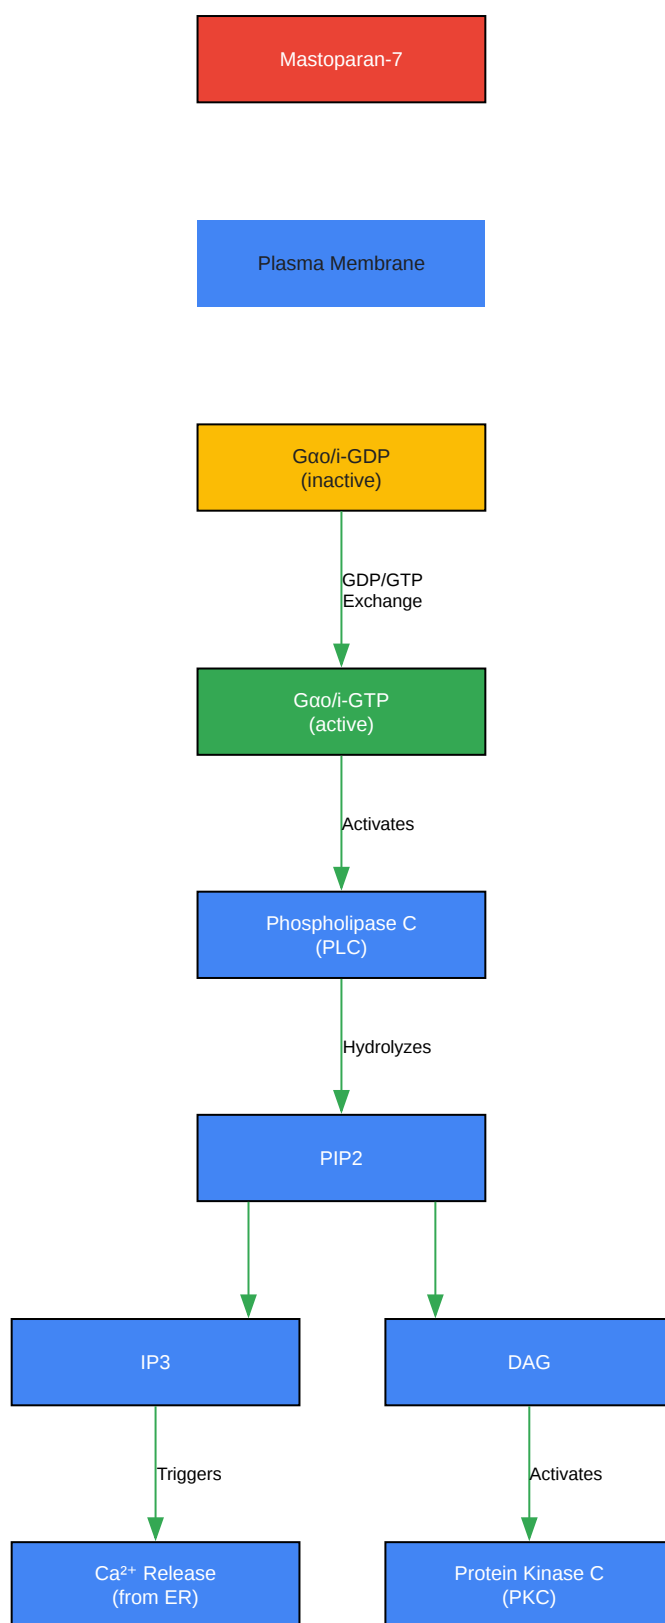 Mastoparan-7
Plasma Membrane
Gαo/i-GDP
(inactive)
GDP/GTP
Exchange
Gαo/i-GTP
(active)
Activates
Phospholipase C
(PLC)
Hydrolyzes
PIP2
IP3
DAG
Triggers
Activates
Ca²⁺ Release
(from ER)
Protein Kinase C
(PKC)